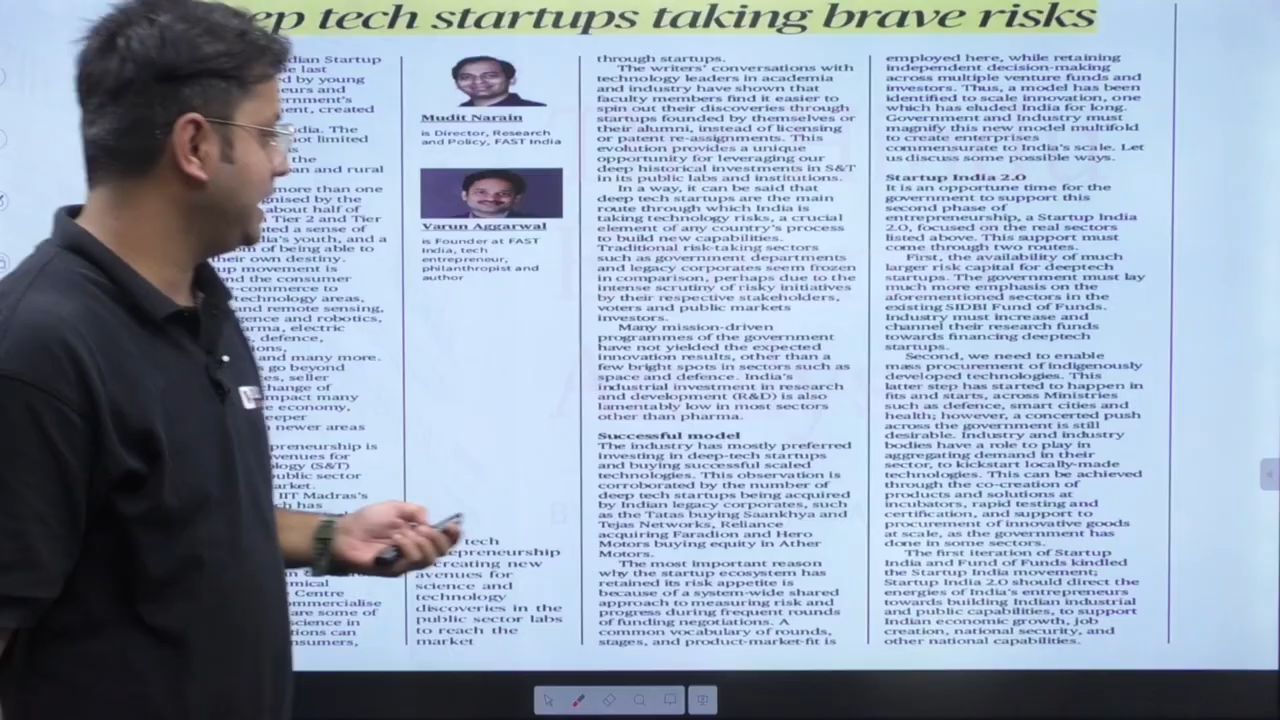 ep tech startups taking brave risks
dian Startup
e last
ed by young
eurs and
ernment's
ent, created
dia. The
not limited
s
the
an and rural
more than one
gnised by the
about half of
Tier 2 and Tier
ated a sense of
dia's youth, and a
om of being able to
heir own destiny.
up movement is
nd the consumer
e-commerce to
technology areas,
and remote sensing,
gence and robotics,
arma, electric
s, defence,
ions,
and many more.
s go beyond
es, seller
hange of
mpact many
e economy,
eeper
n newer areas
preneurship is
venues for
logy (S&T)
public sector
arket.
IIT Madras's
ch has
emical
Centre
ommercialise
are some of
science in
tions can
nsumers,
Mudit Narain
is Director, Research
and Policy, FAST India
Varun Aggarwal
is Founder at FAST
India, tech
entrepreneur,
philanthropist and
author
tech
epreneurship
creating new
avenues for
science and
technology
discoveries in the
public sector labs
to reach the
market
through startups.
The writers' conversations with
technology leaders in academia
and industry have shown that
faculty members find it easier to
spin out their discoveries through
startups founded by themselves or
their alumni, instead of licensing
or patent re-assignments. This
evolution provides a unique
opportunity for leveraging our
deep historical investments in S&T
in its public labs and institutions.
In a way, it can be said that
deep tech startups are the main
route through which India is
taking technology risks, a crucial
element of any country's process
to build new capabilities.
Traditional risk-taking sectors
such as government departments
and legacy corporates seem frozen
in comparison, perhaps due to the
intense scrutiny of risky initiatives
by their respective stakeholders,
voters and public markets
investors.
Many mission-driven
programmes of the government
have not yielded the expected
innovation results, other than a
few bright spots in sectors such as
space and defence. India's
industrial investment in research
and development (R&D) is also
lamentably low in most sectors
other than pharma.
Successful model
The industry has mostly preferred
investing in deep-tech startups
and buying successful scaled
technologies. This observation is
corroborated by the number of
deep tech startups being acquired
by Indian legacy corporates, such
as the Tatas buying Saankhya and
Tejas Networks, Reliance
acquiring Faradion and Hero
Motors buying equity in Ather
Motors.
The most important reason
why the startup ecosystem has
retained its risk appetite is
because of a system-wide shared
approach to measuring risk and
progress during frequent rounds
of funding negotiations. A
common vocabulary of rounds,
stages, and product-market-fit is
employed here, while retaining
independent decision-making
across multiple venture funds and
investors. Thus, a model has been
identified to scale innovation, one
which has eluded India for long.
Government and Industry must
magnify this new model multifold
to create enterprises
commensurate to India's scale. Let
us discuss some possible ways.
Startup India 2.0
It is an opportune time for the
government to support this
second phase of
entrepreneurship, a Startup India
2.0, focused on the real sectors
listed above. This support must
come through two routes.
First, the availability of much
larger risk capital for deeptech
startups. The government must lay
much more emphasis on the
aforementioned sectors in the
existing SIDBI Fund of Funds.
Industry must increase and
channel their research funds
towards financing deeptech
startups.
Second, we need to enable
mass procurement of indigenously
developed technologies. This
latter step has started to happen in
fits and starts, across Ministries
such as defence, smart cities and
health; however, a concerted push
across the government is still
desirable. Industry and industry
bodies have a role to play in
aggregating demand in their
sector, to kickstart locally-made
technologies. This can be achieved
through the co-creation of
products and solutions at
incubators, rapid testing and
certification, and support to
procurement of innovative goods
at scale, as the government has
done in some sectors.
The first iteration of Startup
India and Fund of Funds kindled
the Startup India movement;
Startup India 2.0 should direct the
energies of India's entrepreneurs
towards building Indian industrial
and public capabilities, to support
Indian economic growth, job
creation, national security, and
other national capabilities.